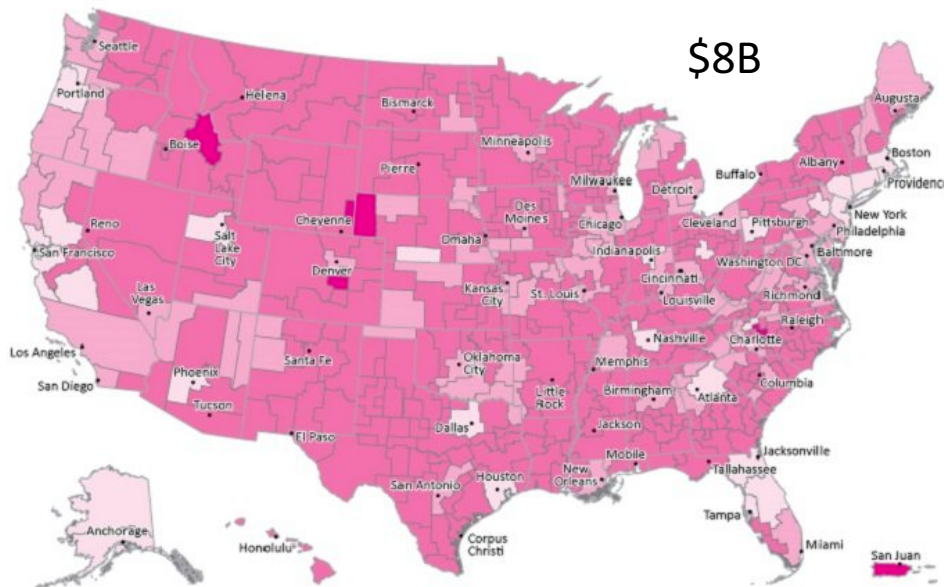 $8B
Seattle
Portland
Helena
Bismarck
Boise
Minneapolis
Pierre
Augusta
Boston
Albany
Buffalo
Providence
Milwaukee
Detroit
Des
Moines
Chicago
Cleveland
New York
Pittsburgh
Philadelphia
Baltimore
Reno
Salt
Lake
City
Cheyenne
Omaha
Indianapolis
Washington DC
San Francisco
Denver
Cincinnati
Kansas
City
St. Louis
Louisville
Richmond
Las
Vegas
Raleigh
Nashville
Charlotte
Los Angeles
Santa Fe
Oklahoma
City
Memphis
San Diego
Phoenix
Little
Rock
Birmingham
Atlanta
Columbia
Tucson
Dallas
Jackson
El Paso
Mobile
Jacksonville
Tallahassee
San Antonio
Houston
New
Orleans
Tampa
Anchorage
Honolulu
Corpus
Christi
Miami
San Juan